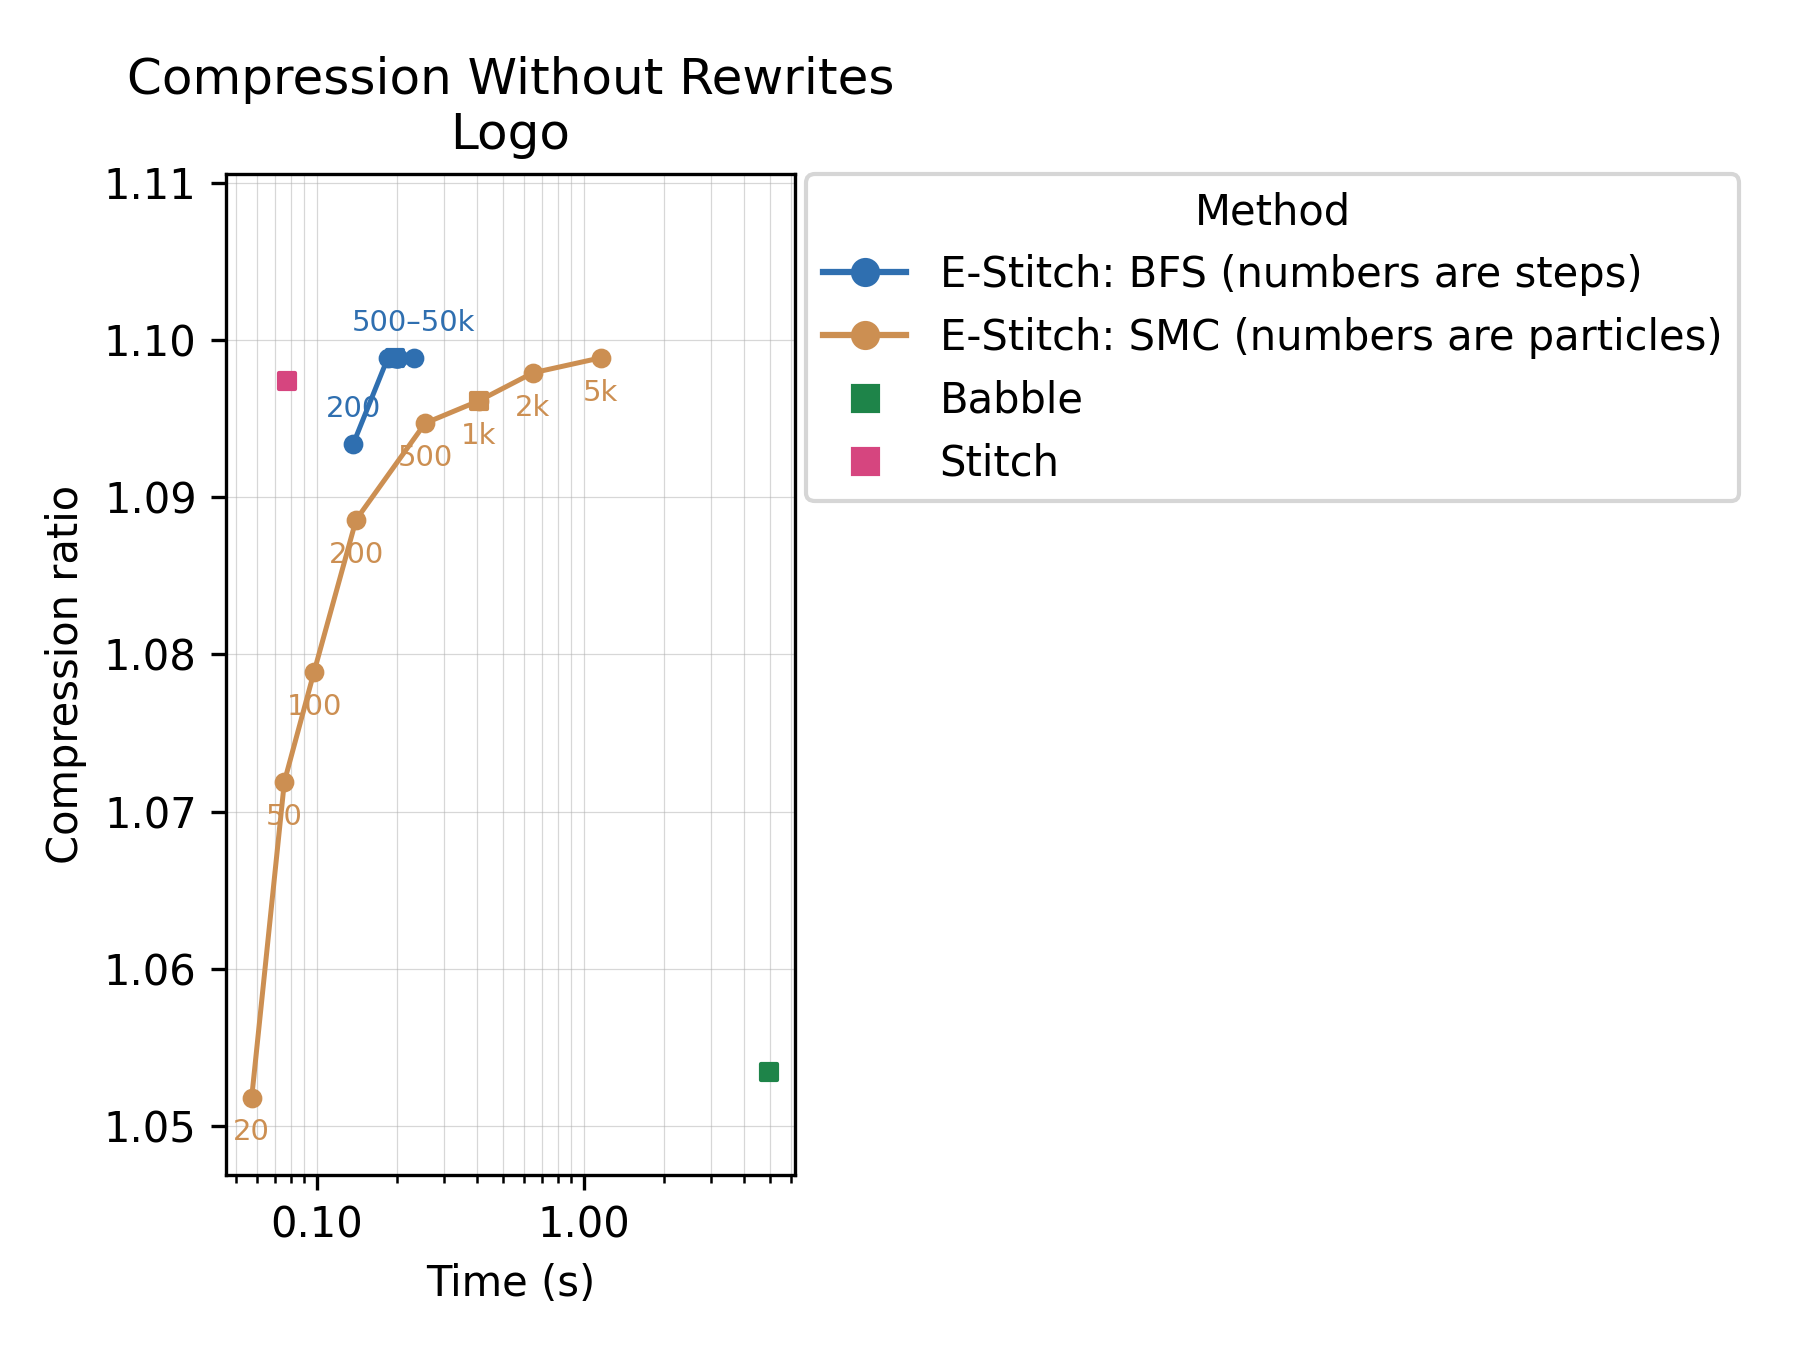 Compression Without Rewrites
Logo
1.11
1.10
1.09
1.08
1.07
1.06
1.05
Compression ratio
500–50k
200
5k
2k
1k
500
200
100
50
20
0.10
1.00
Time (s)
Method
E-Stitch: BFS (numbers are steps)
E-Stitch: SMC (numbers are particles)
Babble
Stitch